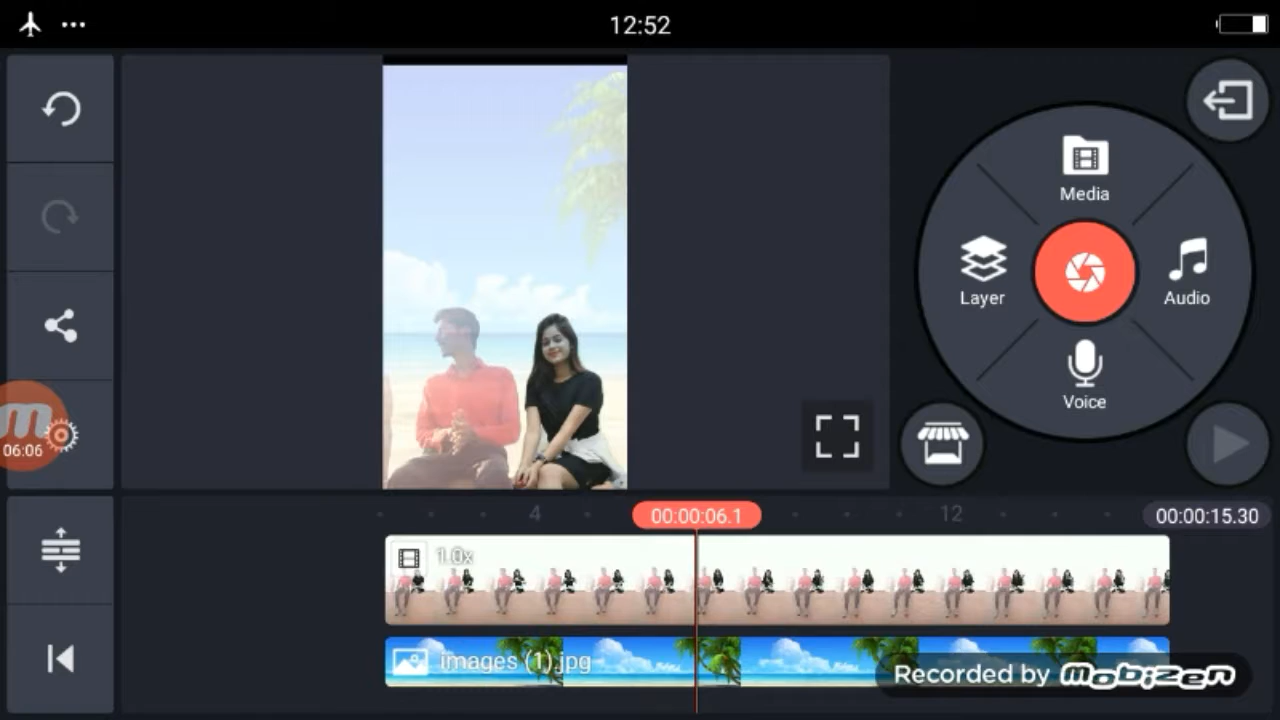 12:52
Media
Layer
Audio
Voice
06:06
4
00:00:06.1
12
00:00:15.30
1.0x
images (1).jpg
Recorded by mobizen